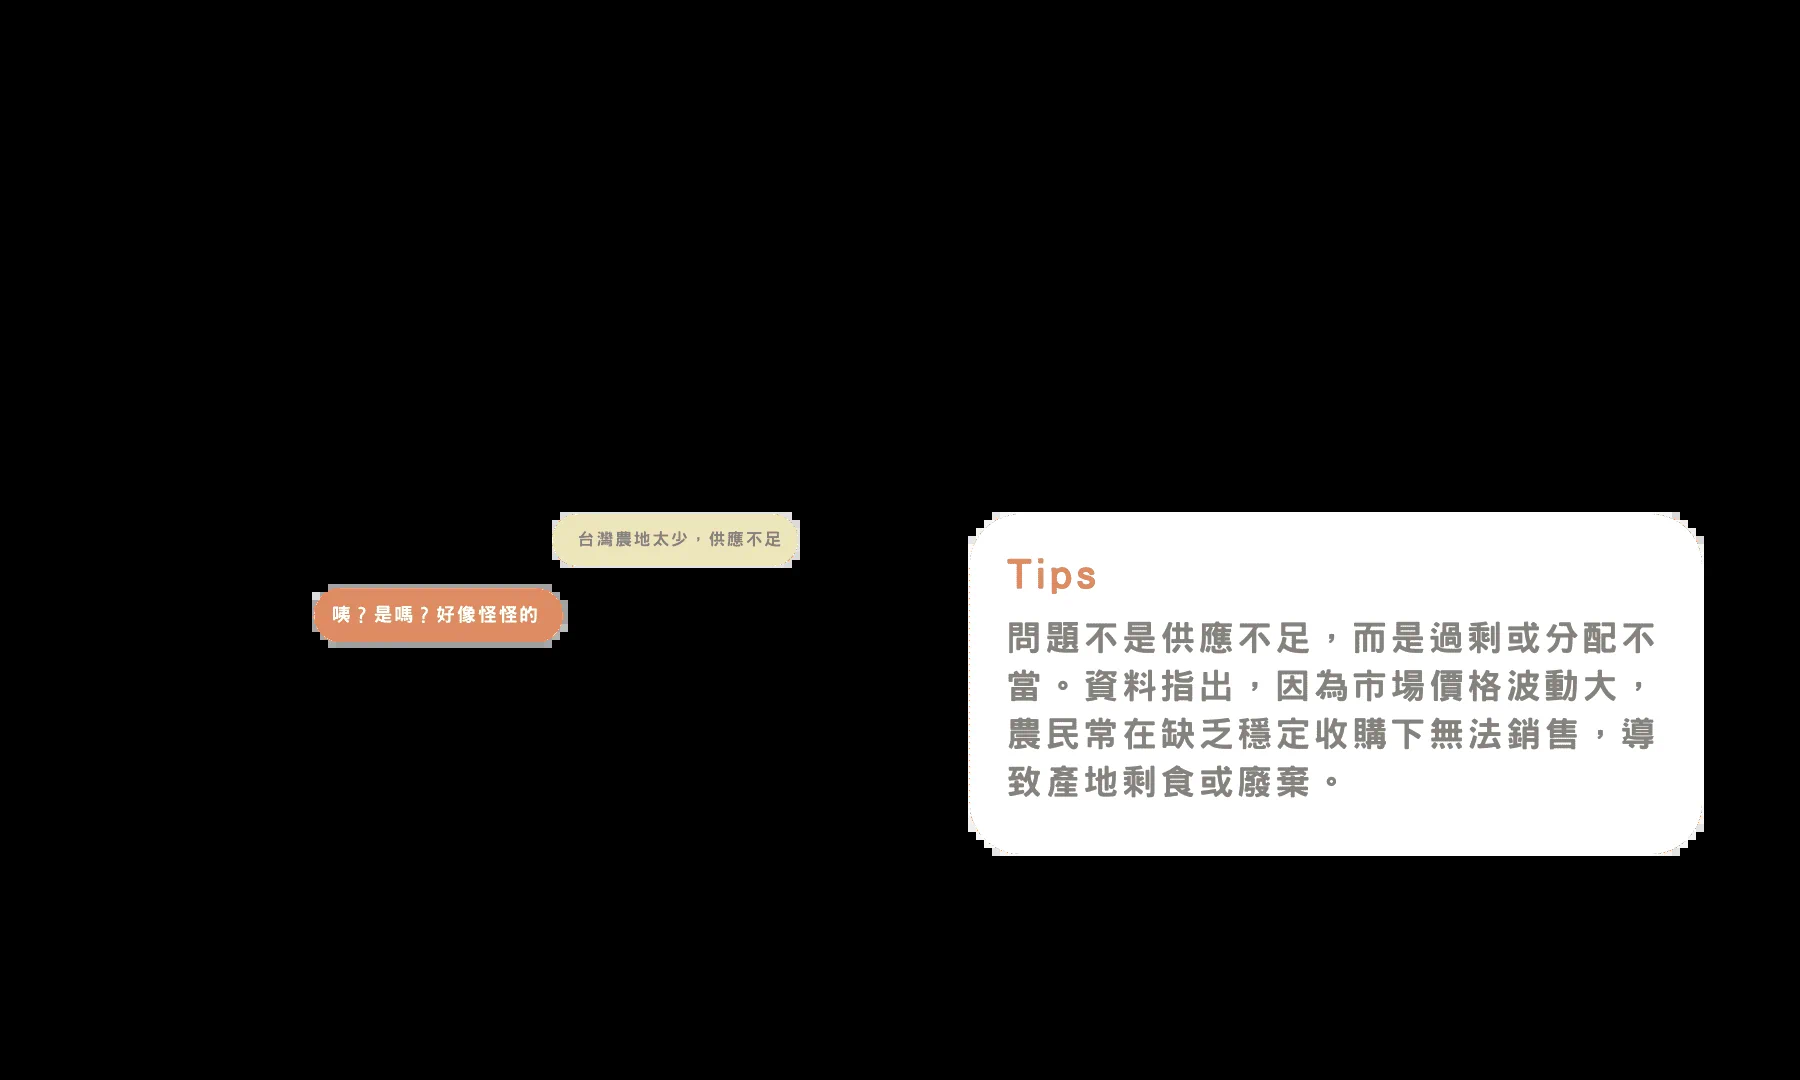 台灣農地太少，供應不足
咦？是嗎？好像怪怪的
Tips
問題不是供應不足，而是過剩或分配不
當。資料指出，因為市場價格波動大，
農民常在缺乏穩定收購下無法銷售，導
致產地剩食或廢棄。